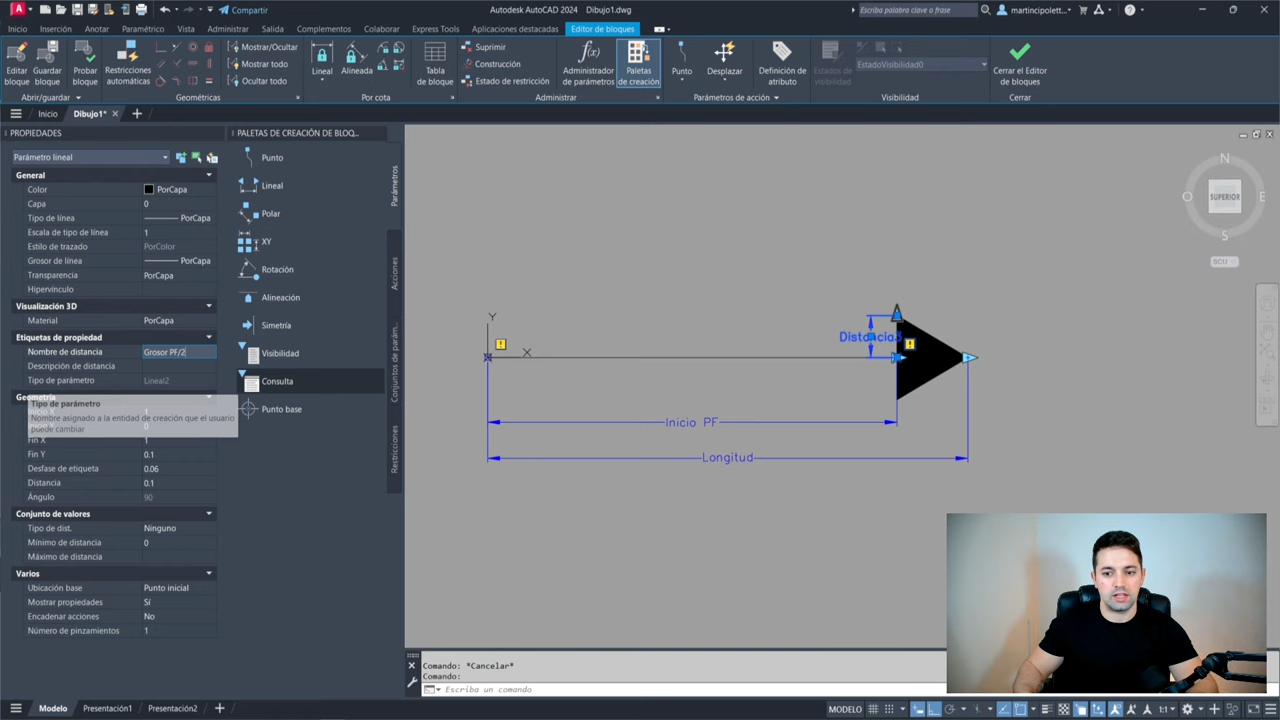 A Compartir Autodesk AutoCAD 2024 Dibujo1.dwg Escriba palabra clave o frase martincipolett...
Inicio Inserción Anotar Paramétrico Vista Administrar Salida Complementos Colaborar Express Tools Aplicaciones destacadas Editor de bloques
Mostrar/Ocultar
Mostrar todo
Ocultar todo
Suprimir
Construcción
Estado de restricción
EstadoVisibilidad0
Editar bloque
Guardar bloque
Probar bloque
Restricciones automáticas
Lineal
Alineada
Tabla de bloque
Administrador de parámetros
Paletas de creación
Punto
Desplazar
Definición de atributo
Estados de visibilidad
Cerrar el Editor de bloques
Abrir/guardar Geométricas Por cota Administrar Parámetros de acción Visibilidad Cerrar
Inicio Dibujo1*
PROPIEDADES
Parámetro lineal
General
Color PorCapa
Capa 0
Tipo de línea PorCapa
Escala de tipo de línea 1
Estilo de trazado PorColor
Grosor de línea PorCapa
Transparencia PorCapa
Hipervínculo
Visualización 3D
Material PorCapa
Etiquetas de propiedad
Nombre de distancia Grosor PF/2
Descripción de distancia
Tipo de parámetro Lineal2
Geometría
Tipo de parámetro
Nombre asignado a la entidad de creación que el usuario
puede cambiar
Fin X 1
Fin Y 0.1
Desfase de etiqueta 0.06
Distancia 0.1
Ángulo 90
Conjunto de valores
Tipo de dist. Ninguno
Mínimo de distancia 0
Máximo de distancia
Varios
Ubicación base Punto inicial
Mostrar propiedades Sí
Encadenar acciones No
Número de pinzamientos 1
PALETAS DE CREACIÓN DE BLOQ...
Punto
Lineal
Polar
XY
Rotación
Alineación
Simetría
Visibilidad
Consulta
Punto base
Parámetros
Acciones
Conjuntos de parám.
Restricciones
Y
X
Distancia3
Inicio PF
Longitud
N
O SUPERIOR E
S
SCU
Comando: *Cancelar*
Comando:
Escriba un comando
Modelo Presentación1 Presentación2
MODELO 1:1